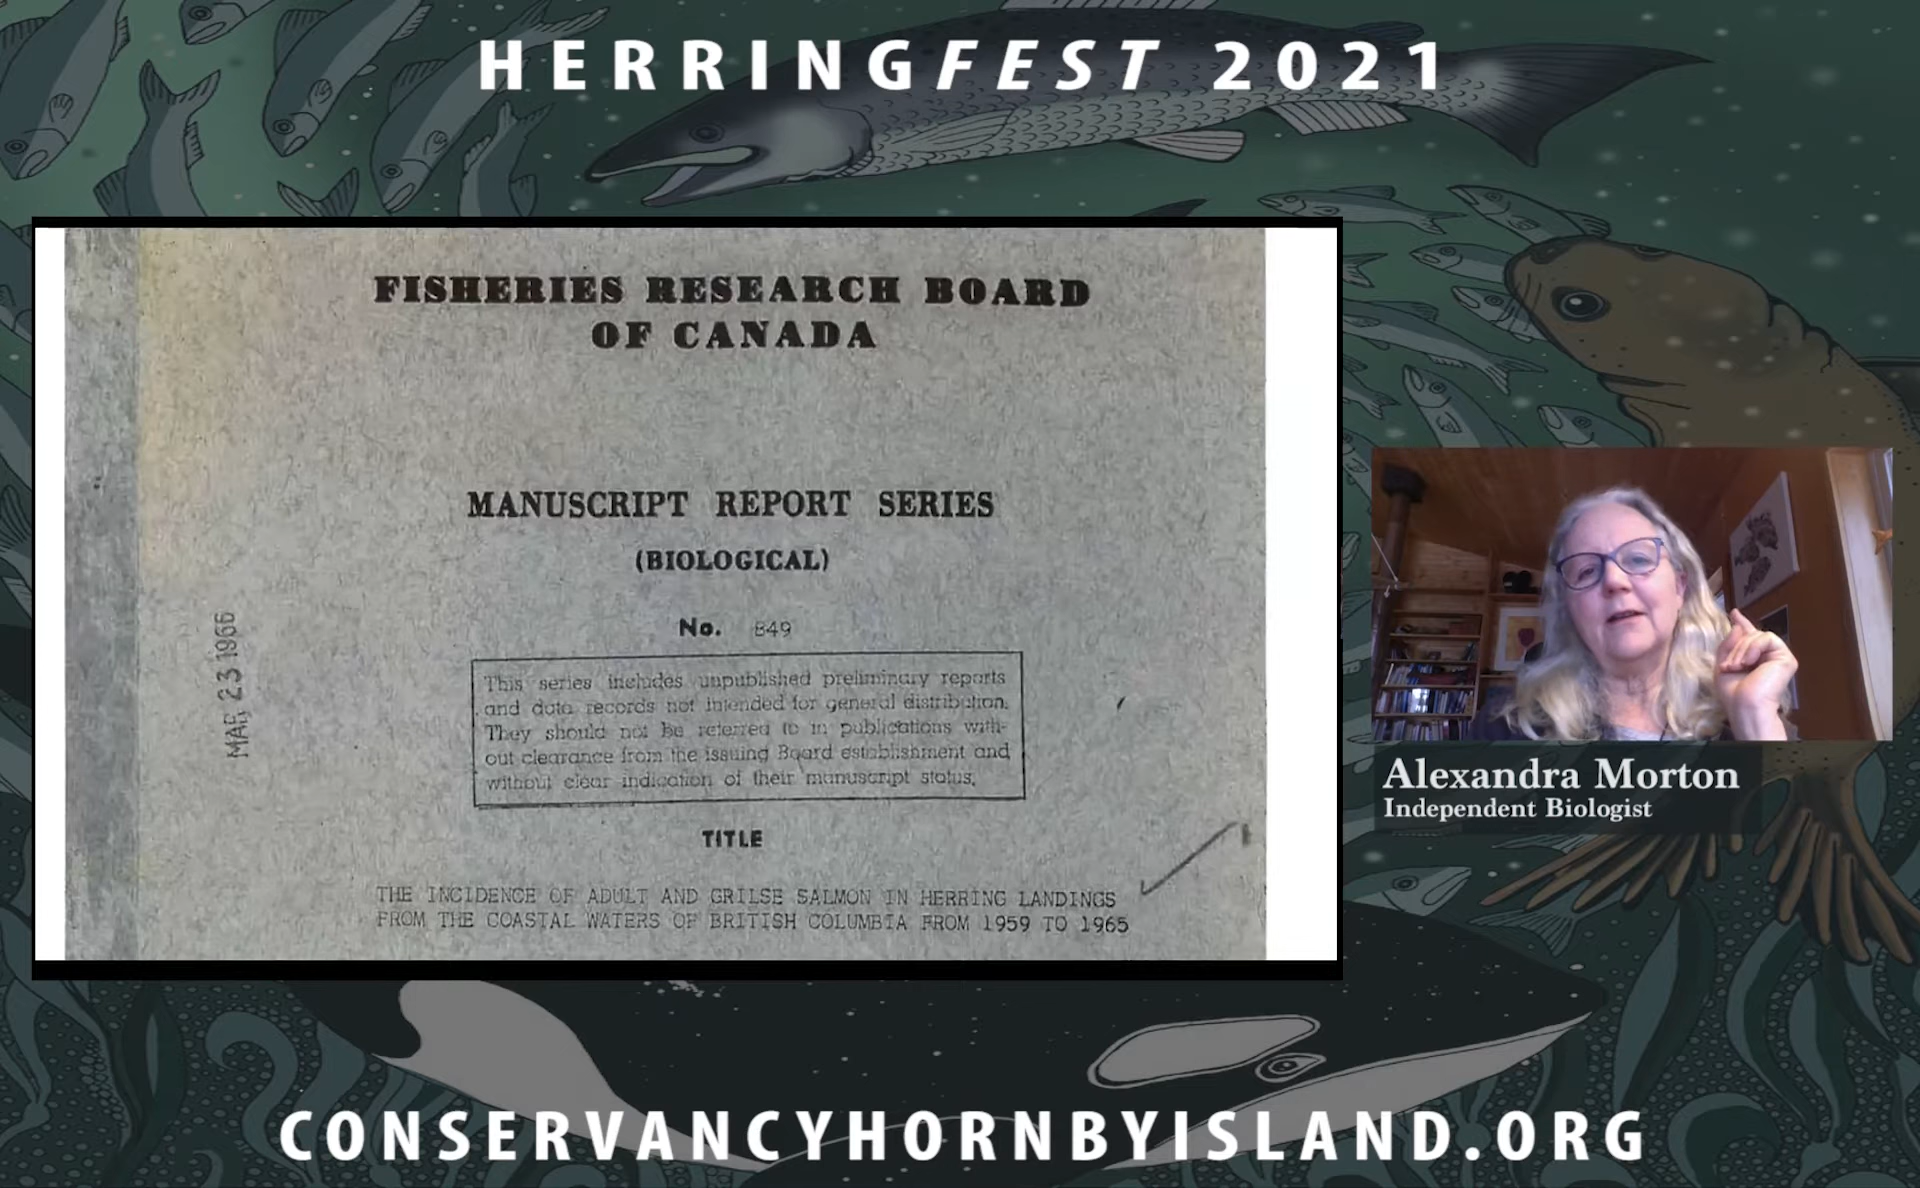 HERRINGFEST 2021
FISHERIES RESEARCH BOARD
OF CANADA
MANUSCRIPT REPORT SERIES
(BIOLOGICAL)
No. 849
MAR 23 1966
This series includes unpublished preliminary reports
and data records not intended for general distribution.
They should not be referred to in publications with-
out clearance from the issuing Board establishment and
without clear indication of their manuscript status.
TITLE
THE INCIDENCE OF ADULT AND GRILSE SALMON IN HERRING LANDINGS
FROM THE COASTAL WATERS OF BRITISH COLUMBIA FROM 1959 TO 1965
Alexandra Morton
Independent Biologist
CONSERVANCYHORNBYISLAND.ORG